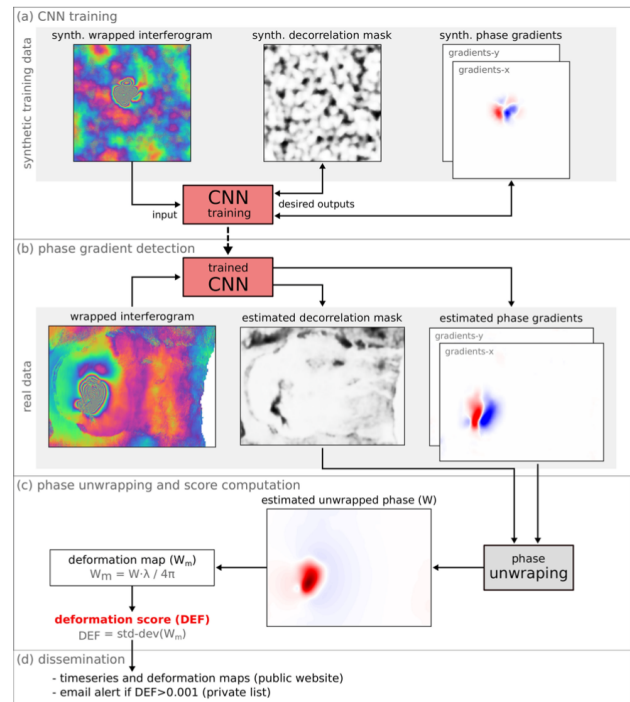 (a) CNN training
synthetic training data
synth. wrapped interferogram
synth. decorrelation mask
synth. phase gradients
gradients-y
gradients-x
input
CNN
training
desired outputs
(b) phase gradient detection
trained
CNN
real data
wrapped interferogram
estimated decorrelation mask
estimated phase gradients
gradients-y
gradients-x
(c) phase unwrapping and score computation
estimated unwrapped phase (W)
phase
unwraping
deformation map (Wm)
Wm = W·λ / 4π
deformation score (DEF)
DEF = std-dev(Wm)
(d) dissemination
- timeseries and deformation maps (public website)
- email alert if DEF>0.001 (private list)